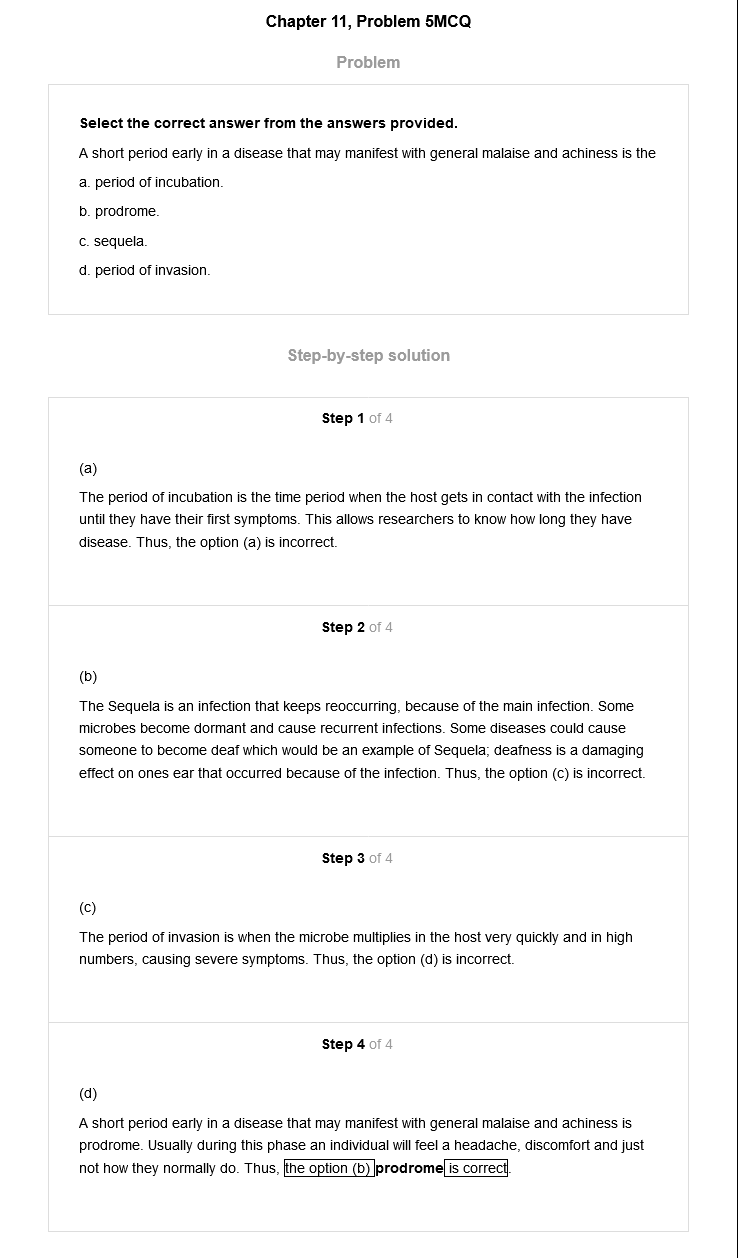 Chapter 11, Problem 5MCQ
Problem
Select the correct answer from the answers provided.
A short period early in a disease that may manifest with general malaise and achiness is the
a. period of incubation.
b. prodrome.
c. sequela.
d. period of invasion.
Step-by-step solution
Step 1 of 4
(a)
The period of incubation is the time period when the host gets in contact with the infection
until they have their first symptoms. This allows researchers to know how long they have
disease. Thus, the option (a) is incorrect.
Step 2 of 4
(b)
The Sequela is an infection that keeps reoccurring, because of the main infection. Some
microbes become dormant and cause recurrent infections. Some diseases could cause
someone to become deaf which would be an example of Sequela; deafness is a damaging
effect on ones ear that occurred because of the infection. Thus, the option (c) is incorrect.
Step 3 of 4
(c)
The period of invasion is when the microbe multiplies in the host very quickly and in high
numbers, causing severe symptoms. Thus, the option (d) is incorrect.
Step 4 of 4
(d)
A short period early in a disease that may manifest with general malaise and achiness is
prodrome. Usually during this phase an individual will feel a headache, discomfort and just
not how they normally do. Thus, the option (b) prodrome is correct.